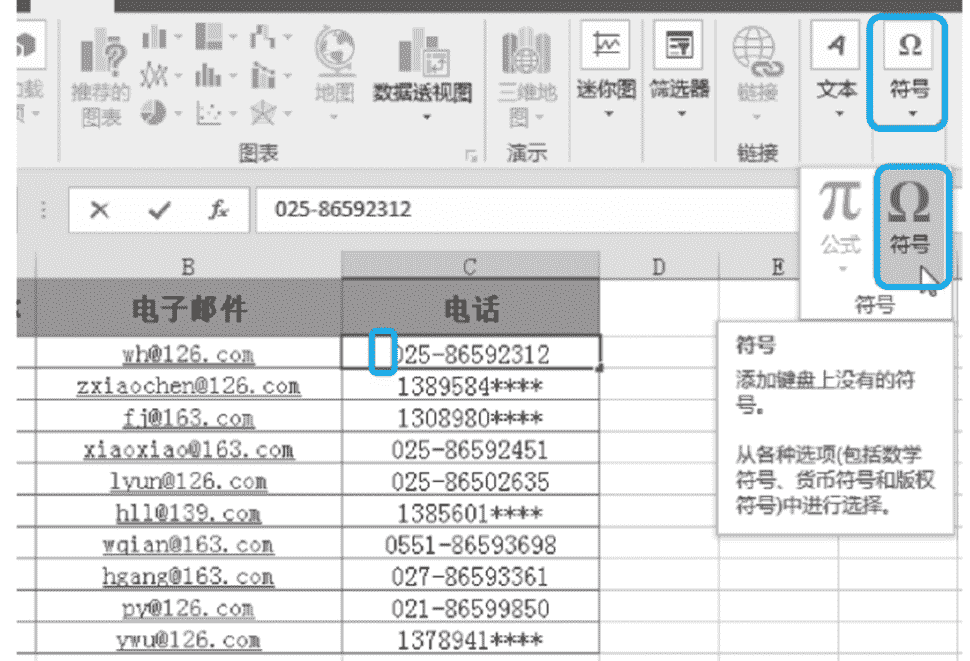 推荐的
图表
地图
数据透视图
三维地
图
迷你图
筛选器
链接
文本
符号
图表
演示
链接
025-86592312
公式
符号
符号
B C D E
电子邮件 电话
wh@126.com 025-86592312
zxiaochen@126.com 1389584****
fj@163.com 1308980****
xiaoxiao@163.com 025-86592451
lyun@126.com 025-86502635
hll@139.com 1385601****
wqian@163.com 0551-86593698
hgang@163.com 027-86593361
py@126.com 021-86599850
ywu@126.com 1378941****
符号
添加键盘上没有的符
号。
从各种选项(包括数学
符号、货币符号和版权
符号)中进行选择。